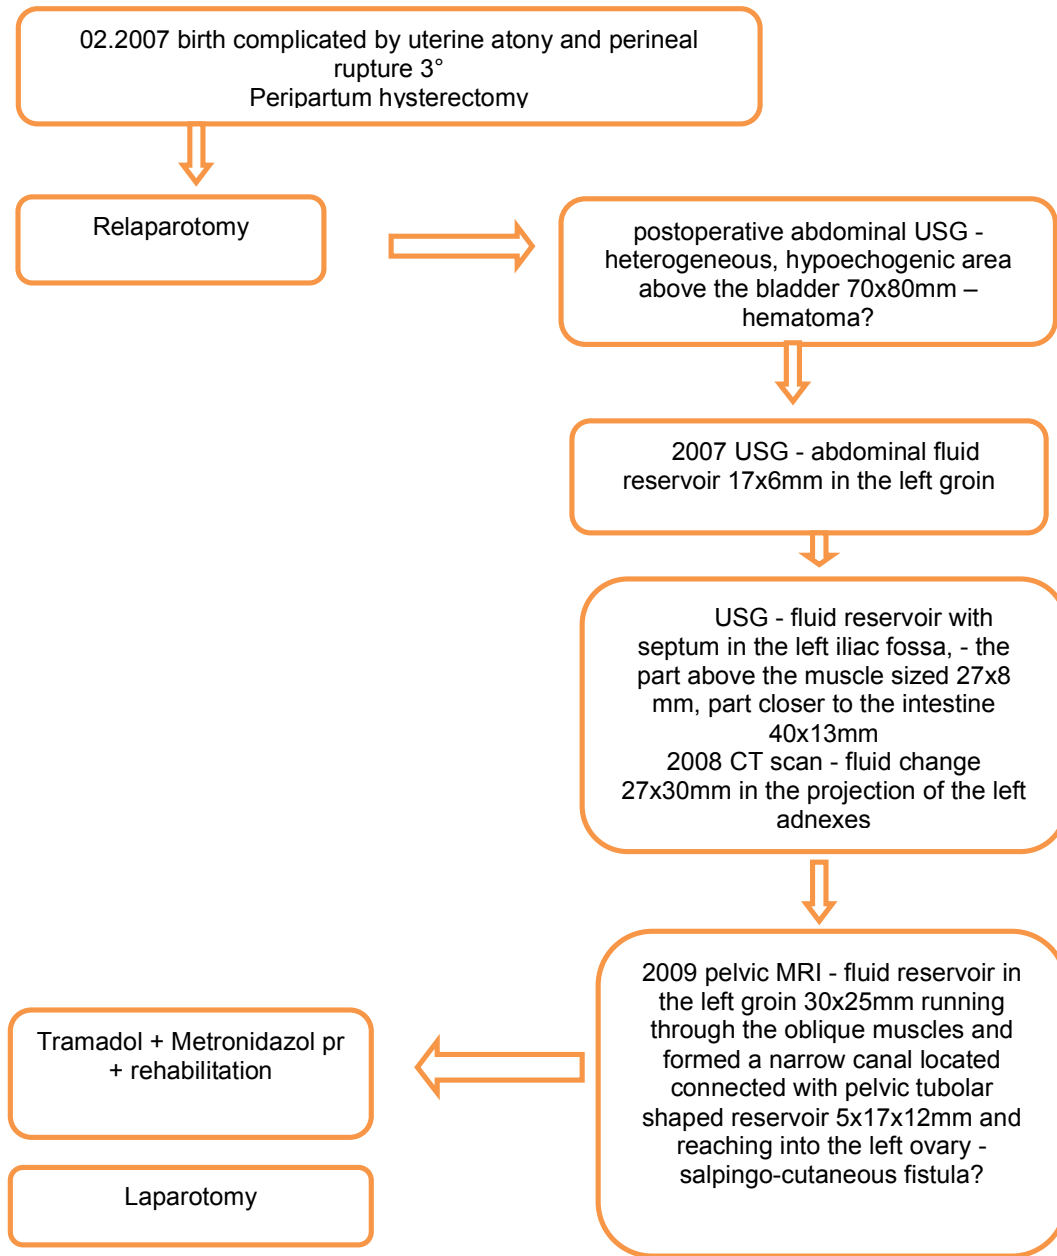 02.2007 birth complicated by uterine atony and perineal
rupture 3°
Peripartum hysterectomy
Relaparotomy
postoperative abdominal USG -
heterogeneous, hypoechogenic area
above the bladder 70x80mm –
hematoma?
2007 USG - abdominal fluid
reservoir 17x6mm in the left groin
USG - fluid reservoir with
septum in the left iliac fossa, - the
part above the muscle sized 27x8
mm, part closer to the intestine
40x13mm
2008 CT scan - fluid change
27x30mm in the projection of the left
adnexes
2009 pelvic MRI - fluid reservoir in
the left groin 30x25mm running
through the oblique muscles and
formed a narrow canal located
connected with pelvic tubolar
shaped reservoir 5x17x12mm and
reaching into the left ovary -
salpingo-cutaneous fistula?
Tramadol + Metronidazol pr
+ rehabilitation
Laparotomy